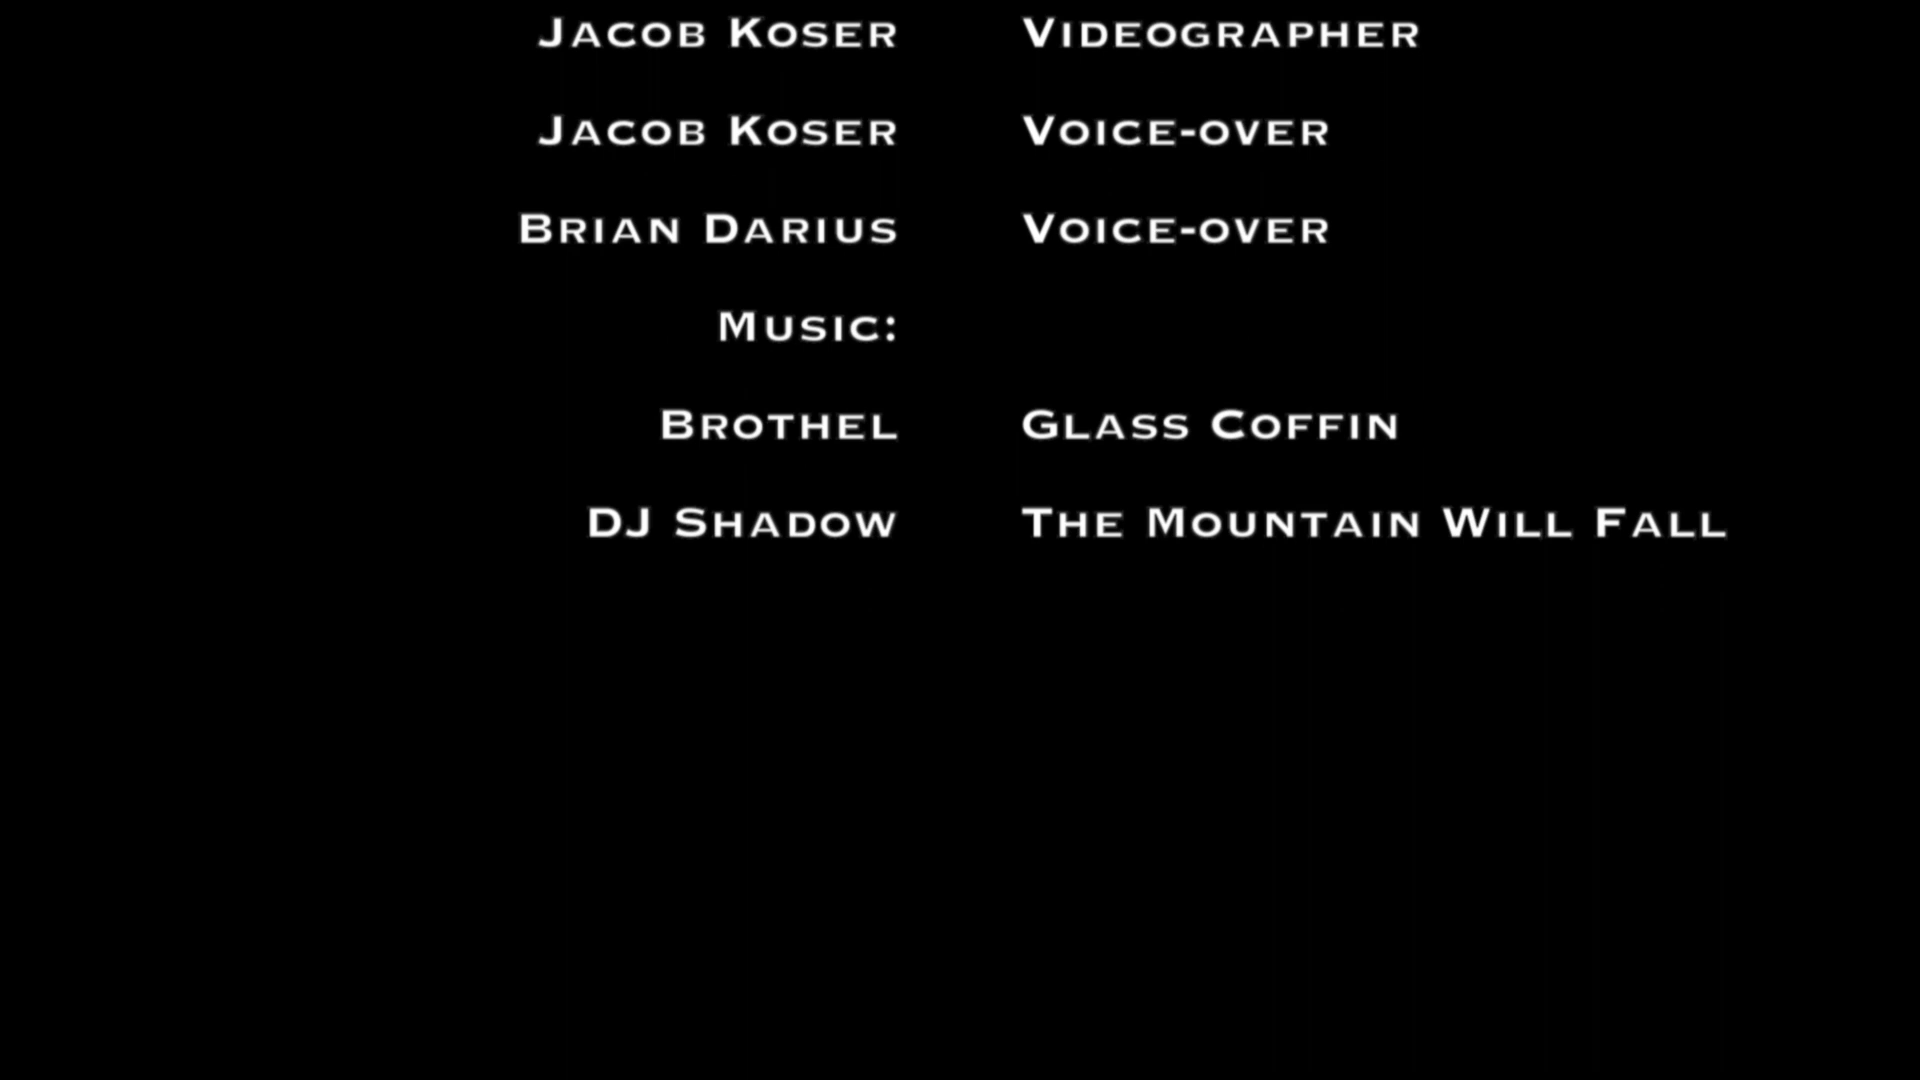 Jacob Koser Videographer
Jacob Koser Voice-over
Brian Darius Voice-over
Music:
Brothel Glass Coffin
DJ Shadow The Mountain Will Fall